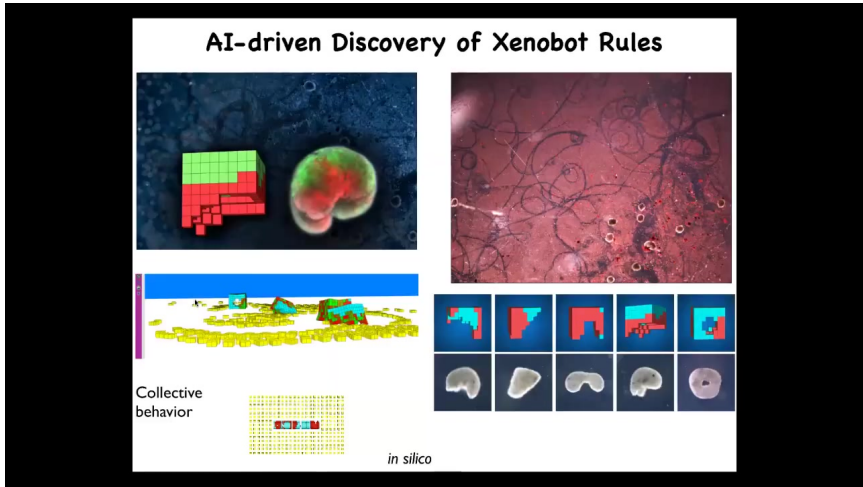 AI-driven Discovery of Xenobot Rules
Collective
behavior
in silico